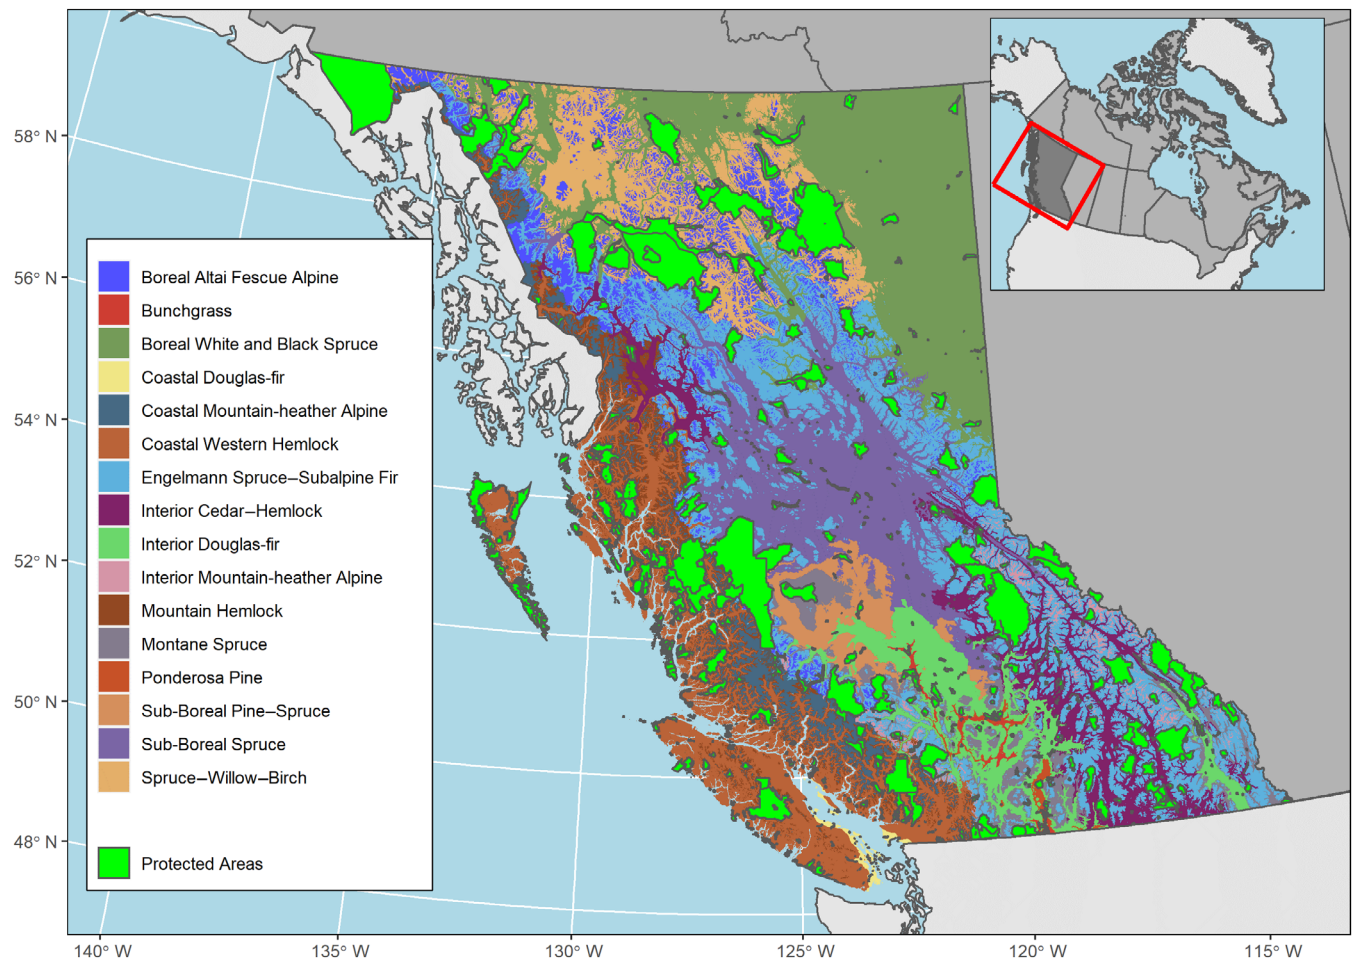 58° N
56° N
54° N
52° N
50° N
48° N
Boreal Altai Fescue Alpine
Bunchgrass
Boreal White and Black Spruce
Coastal Douglas-fir
Coastal Mountain-heather Alpine
Coastal Western Hemlock
Engelmann Spruce–Subalpine Fir
Interior Cedar–Hemlock
Interior Douglas-fir
Interior Mountain-heather Alpine
Mountain Hemlock
Montane Spruce
Ponderosa Pine
Sub-Boreal Pine–Spruce
Sub-Boreal Spruce
Spruce–Willow–Birch
Protected Areas
140° W 135° W 130° W 125° W 120° W 115° W